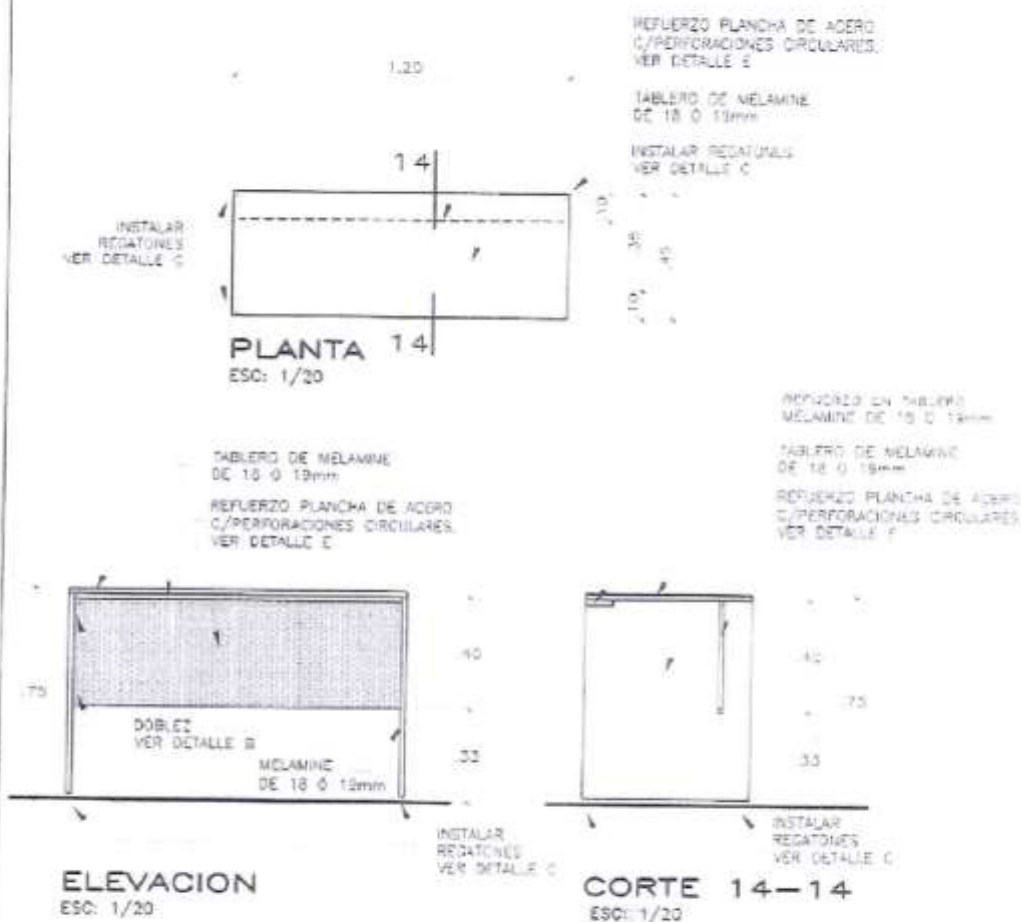 REFUERZO PLANCHA DE ACERO
C/PERFORACIONES CIRCULARES.
VER DETALLE E
1.20
TABLERO DE MELAMINE
DE 18 O 19mm
INSTALAR REGATONES
VER DETALLE C
14
INSTALAR
REGATONES
VER DETALLE C
.10
.10
14
PLANTA
ESC: 1/20
REFUERZO EN TABLERO
MELAMINE DE 18 O 19mm
TABLERO DE MELAMINE
DE 18 O 19mm
REFUERZO PLANCHA DE ACERO
C/PERFORACIONES CIRCULARES
VER DETALLE
TABLERO DE MELAMINE
DE 18 O 19mm
REFUERZO PLANCHA DE ACERO
C/PERFORACIONES CIRCULARES.
VER DETALLE E
.40
.75
DOBLEZ
VER DETALLE B
MELAMINE
DE 18 O 19mm
.33
INSTALAR
REGATONES
VER DETALLE C
ELEVACION
ESC: 1/20
.40
.75
.33
INSTALAR
REGATONES
VER DETALLE C
CORTE 14-14
ESC: 1/20